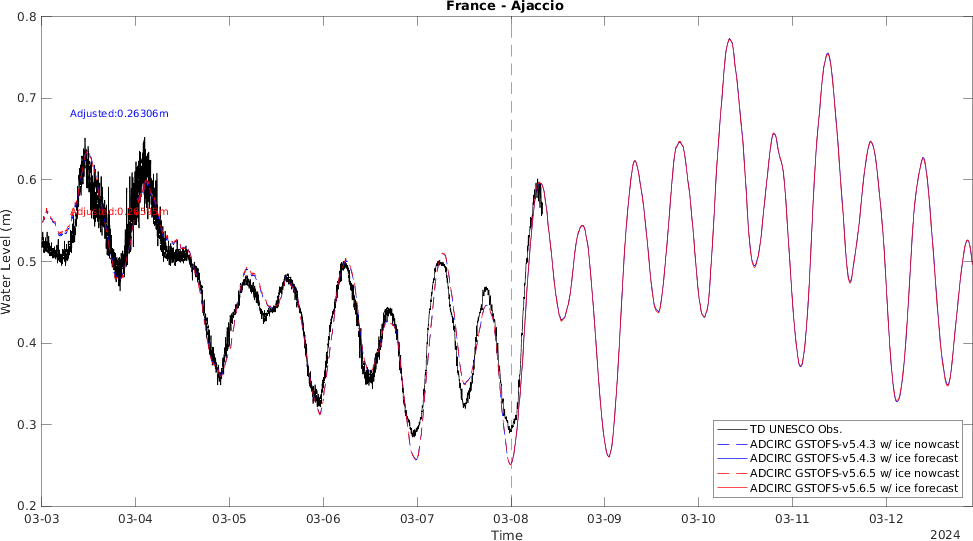 France - Ajaccio
0.8
0.7
0.6
0.5
0.4
0.3
0.2
Water Level (m)
Adjusted:0.26306m
TD UNESCO Obs.
ADCIRC GSTOFS-v5.4.3 w/ ice nowcast
ADCIRC GSTOFS-v5.4.3 w/ ice forecast
ADCIRC GSTOFS-v5.6.5 w/ ice nowcast
ADCIRC GSTOFS-v5.6.5 w/ ice forecast
03-03 03-04 03-05 03-06 03-07 03-08 03-09 03-10 03-11 03-12
Time
2024